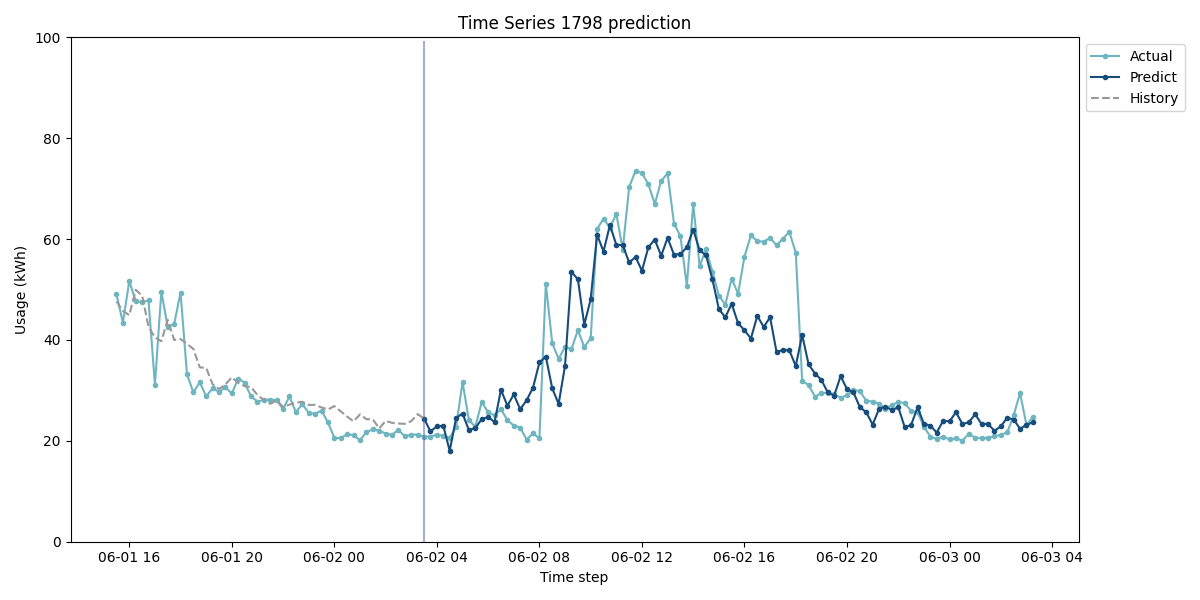 Time Series 1798 prediction
100
80
60
40
20
0
Usage (kWh)
06-01 16
06-01 20
06-02 00
06-02 04
06-02 08
06-02 12
06-02 16
06-02 20
06-03 00
06-03 04
Time step
Actual
Predict
History